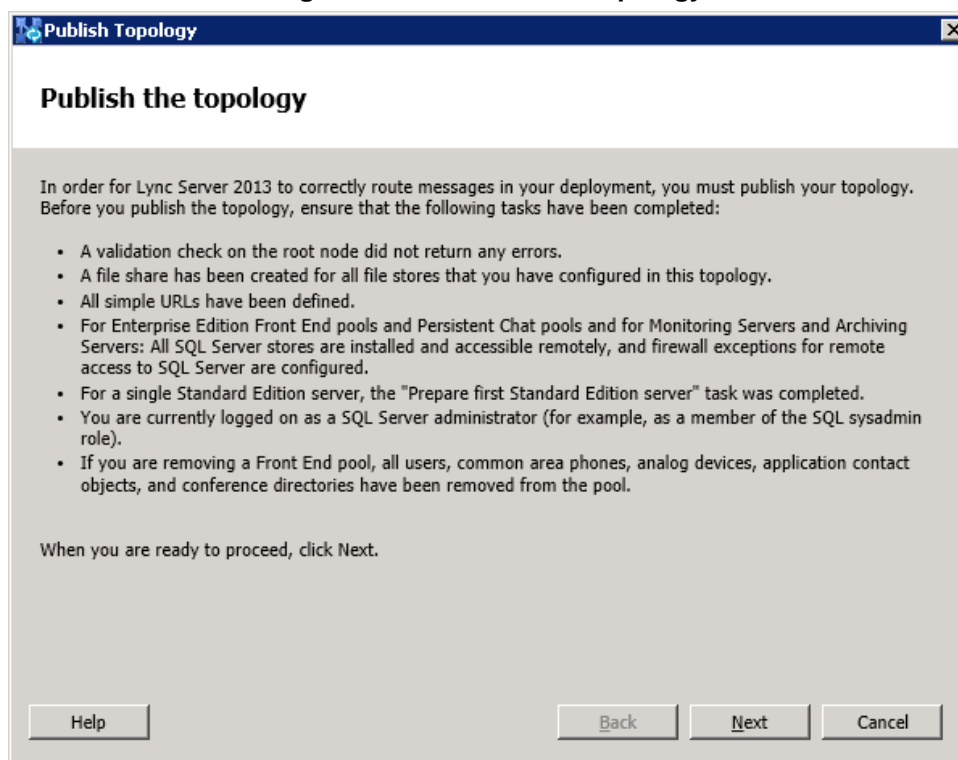 Publish Topology
Publish the topology
In order for Lync Server 2013 to correctly route messages in your deployment, you must publish your topology.
Before you publish the topology, ensure that the following tasks have been completed:
• A validation check on the root node did not return any errors.
• A file share has been created for all file stores that you have configured in this topology.
• All simple URLs have been defined.
• For Enterprise Edition Front End pools and Persistent Chat pools and for Monitoring Servers and Archiving
Servers: All SQL Server stores are installed and accessible remotely, and firewall exceptions for remote
access to SQL Server are configured.
• For a single Standard Edition server, the "Prepare first Standard Edition server" task was completed.
• You are currently logged on as a SQL Server administrator (for example, as a member of the SQL sysadmin
role).
• If you are removing a Front End pool, all users, common area phones, analog devices, application contact
objects, and conference directories have been removed from the pool.
When you are ready to proceed, click Next.
Help
Back
Next
Cancel